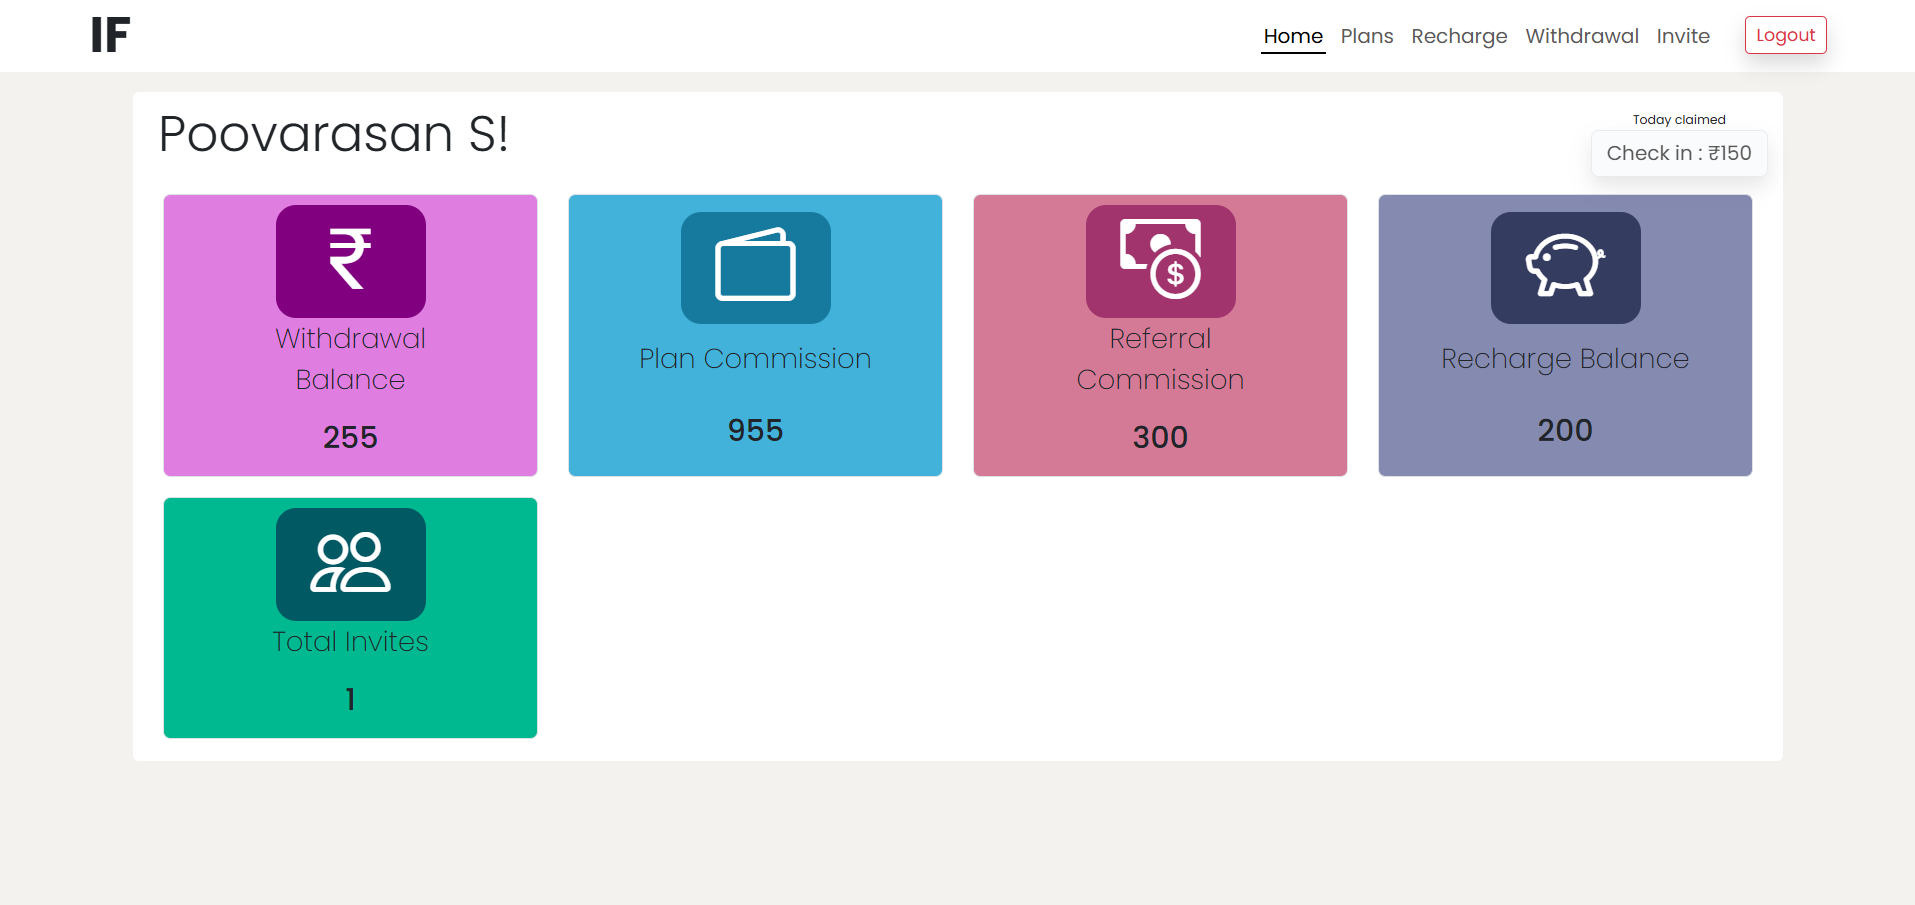 IF
Home Plans Recharge Withdrawal Invite Logout
Poovarasan S!
Today claimed
Check in : ₹150
₹
Withdrawal
Balance
255
Plan Commission
955
$
Referral
Commission
300
Recharge Balance
200
Total Invites
1